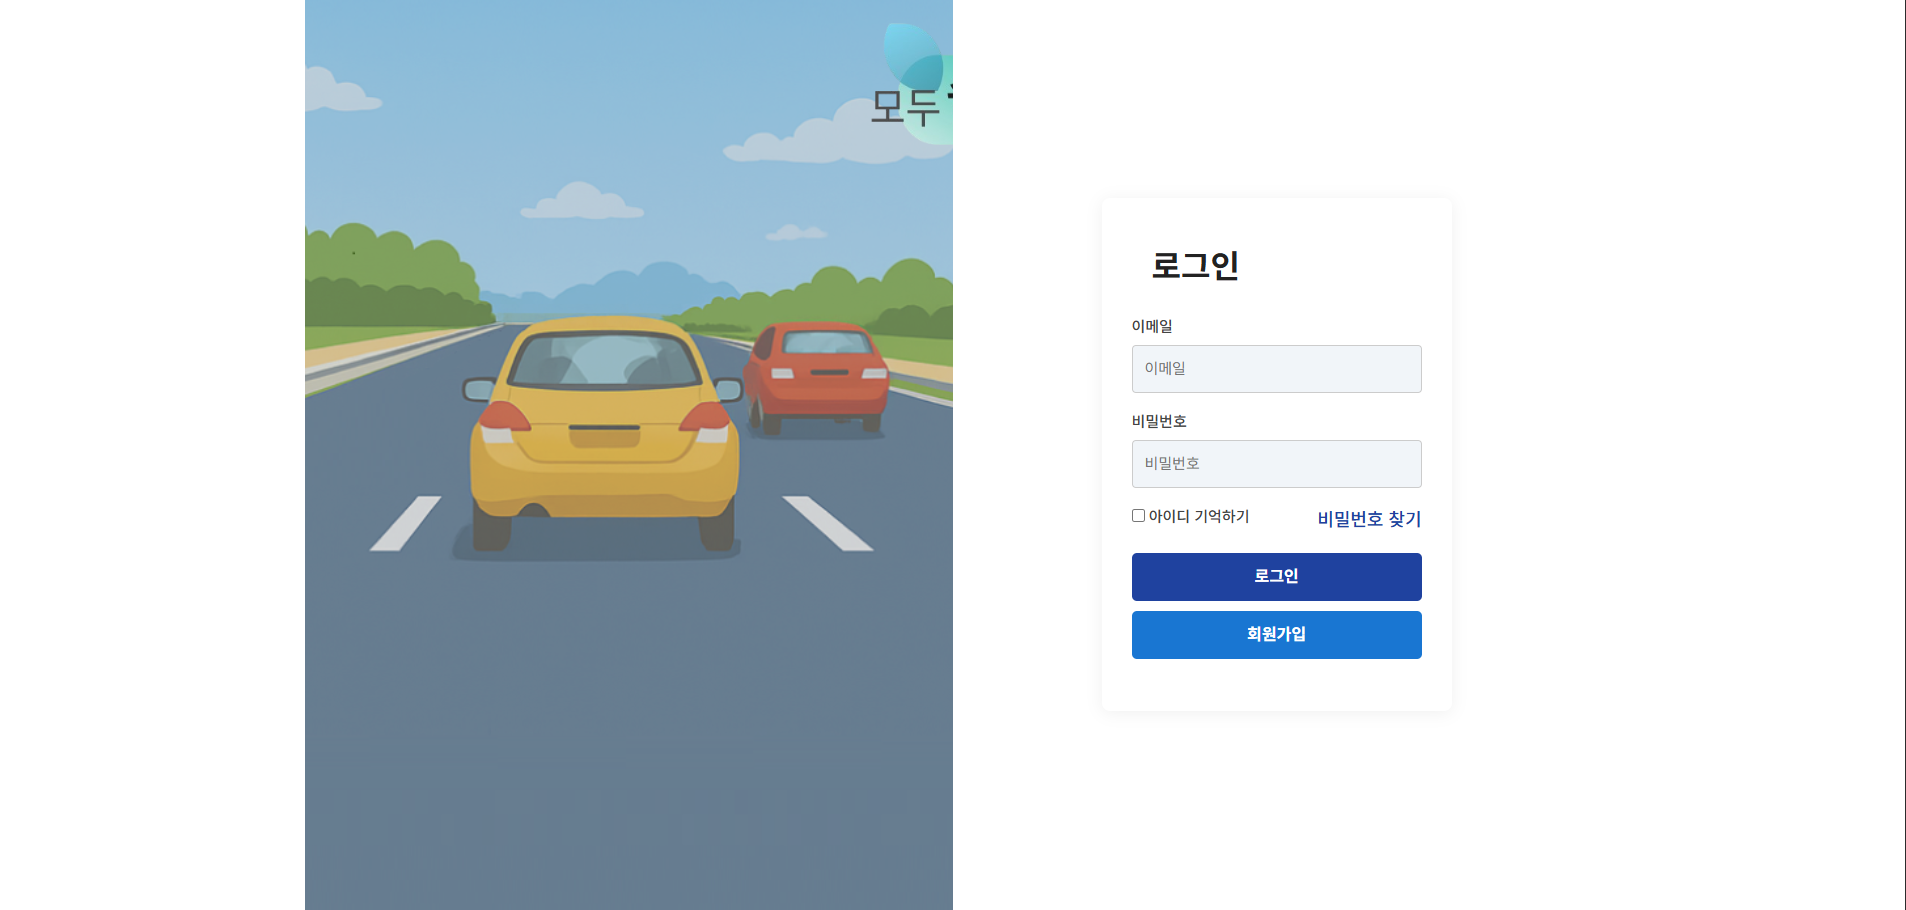 모두
로그인
이메일
이메일
비밀번호
비밀번호
아이디 기억하기
비밀번호 찾기
로그인
회원가입